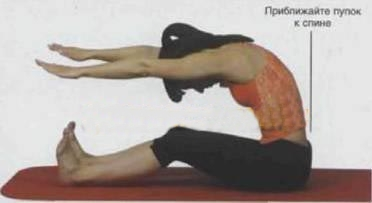 Приближайте пупок
к спине